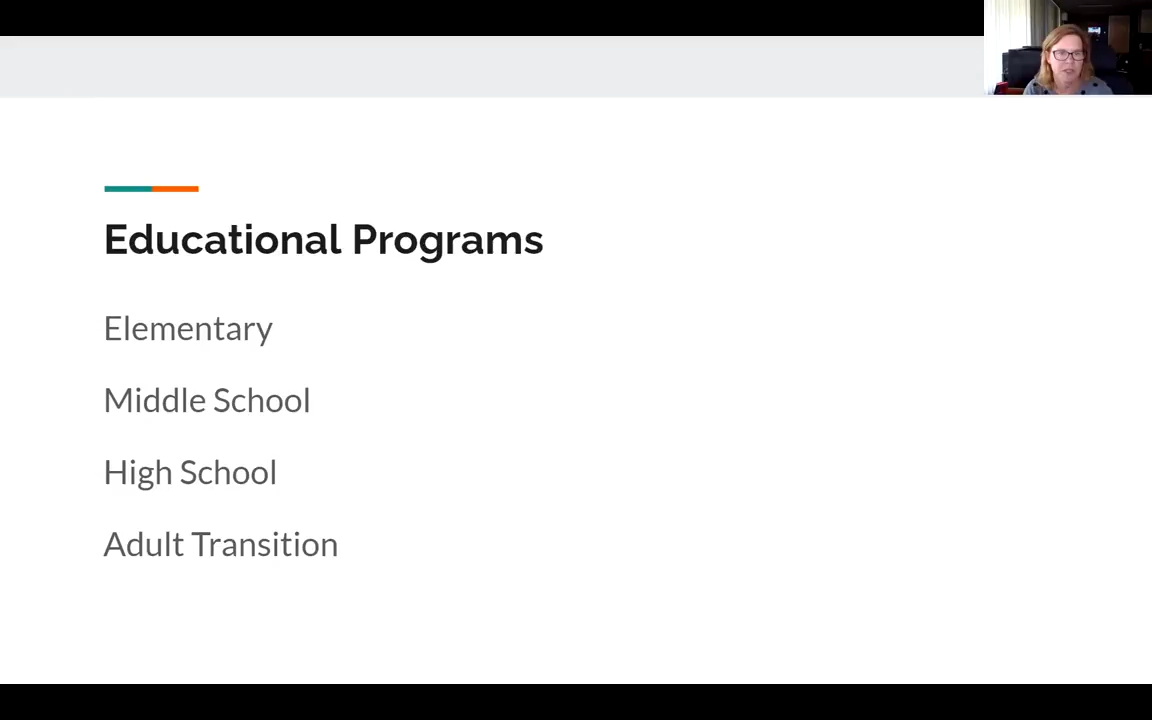 Educational Programs
Elementary
Middle School
High School
Adult Transition